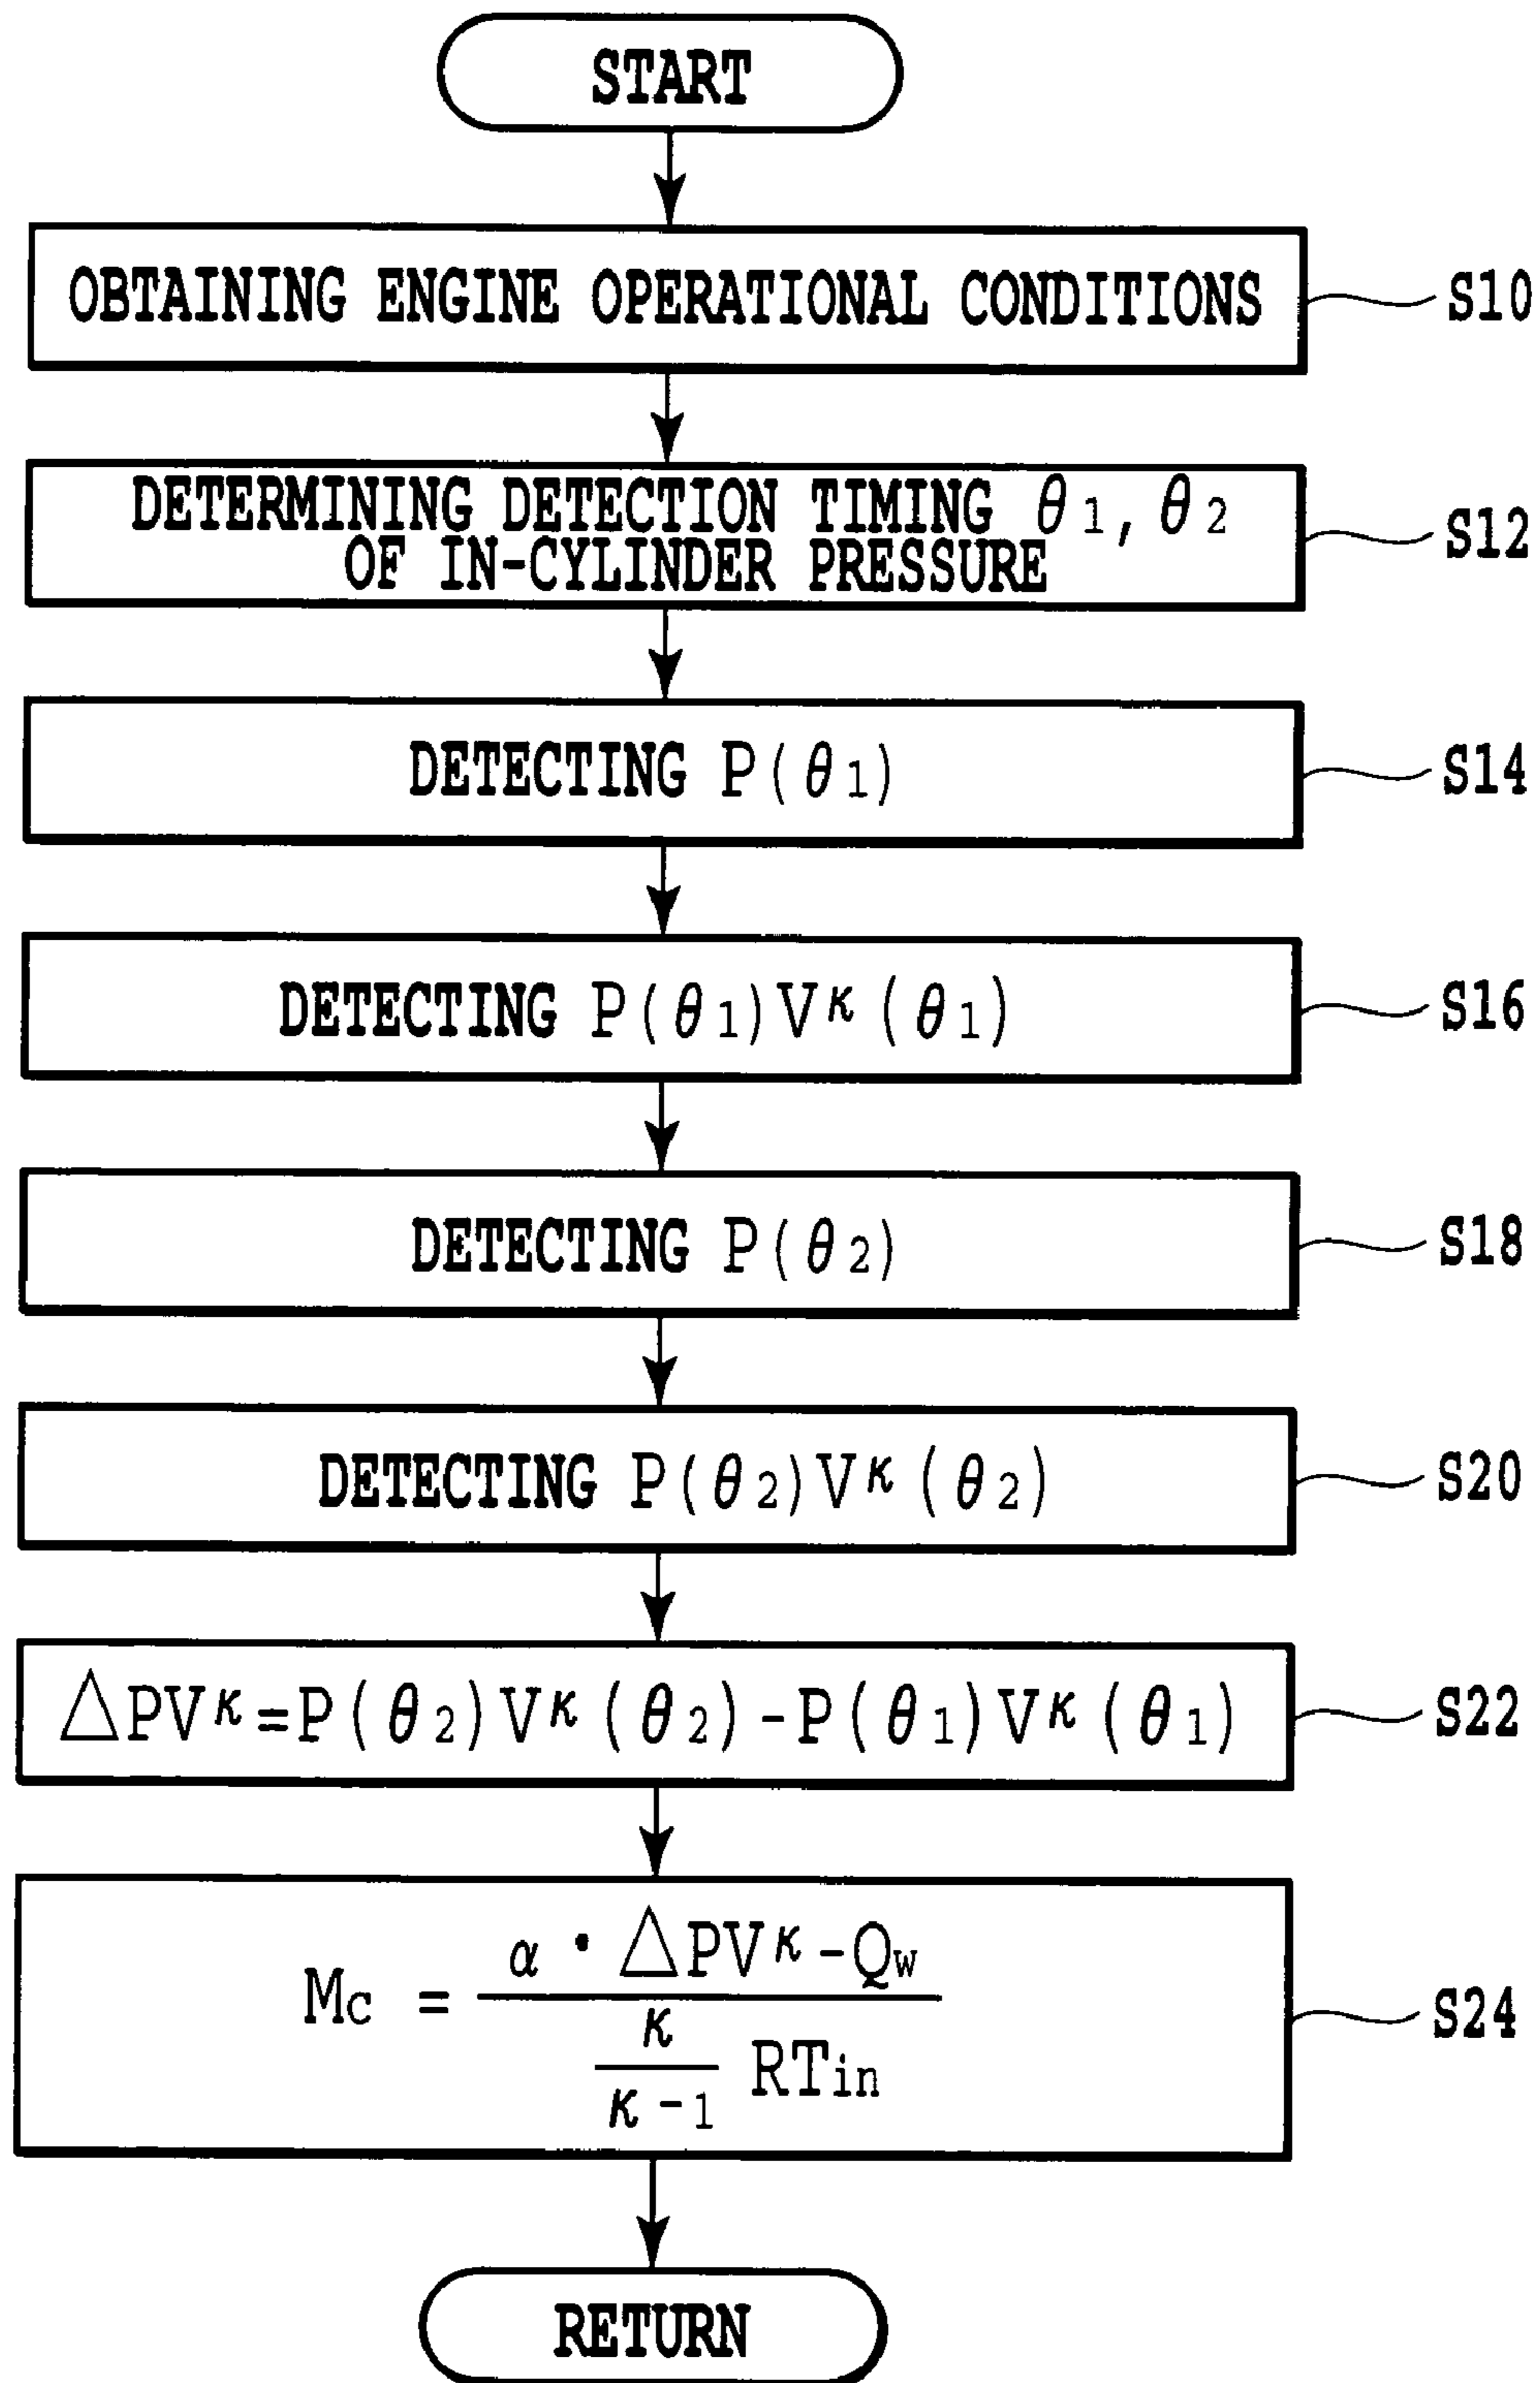 START
OBTAINING ENGINE OPERATIONAL CONDITIONS
S10
DETERMINING DETECTION TIMING θ1, θ2
OF IN-CYLINDER PRESSURE
S12
DETECTING P(θ1)
S14
DETECTING P(θ1)Vκ(θ1)
S16
DETECTING P(θ2)
S18
DETECTING P(θ2)Vκ(θ2)
S20
△PVκ=P(θ2)Vκ(θ2)-P(θ1)Vκ(θ1)
S22
α・△PVκ-Qw
Mc =
κ
κ-1
RTin
S24
RETURN